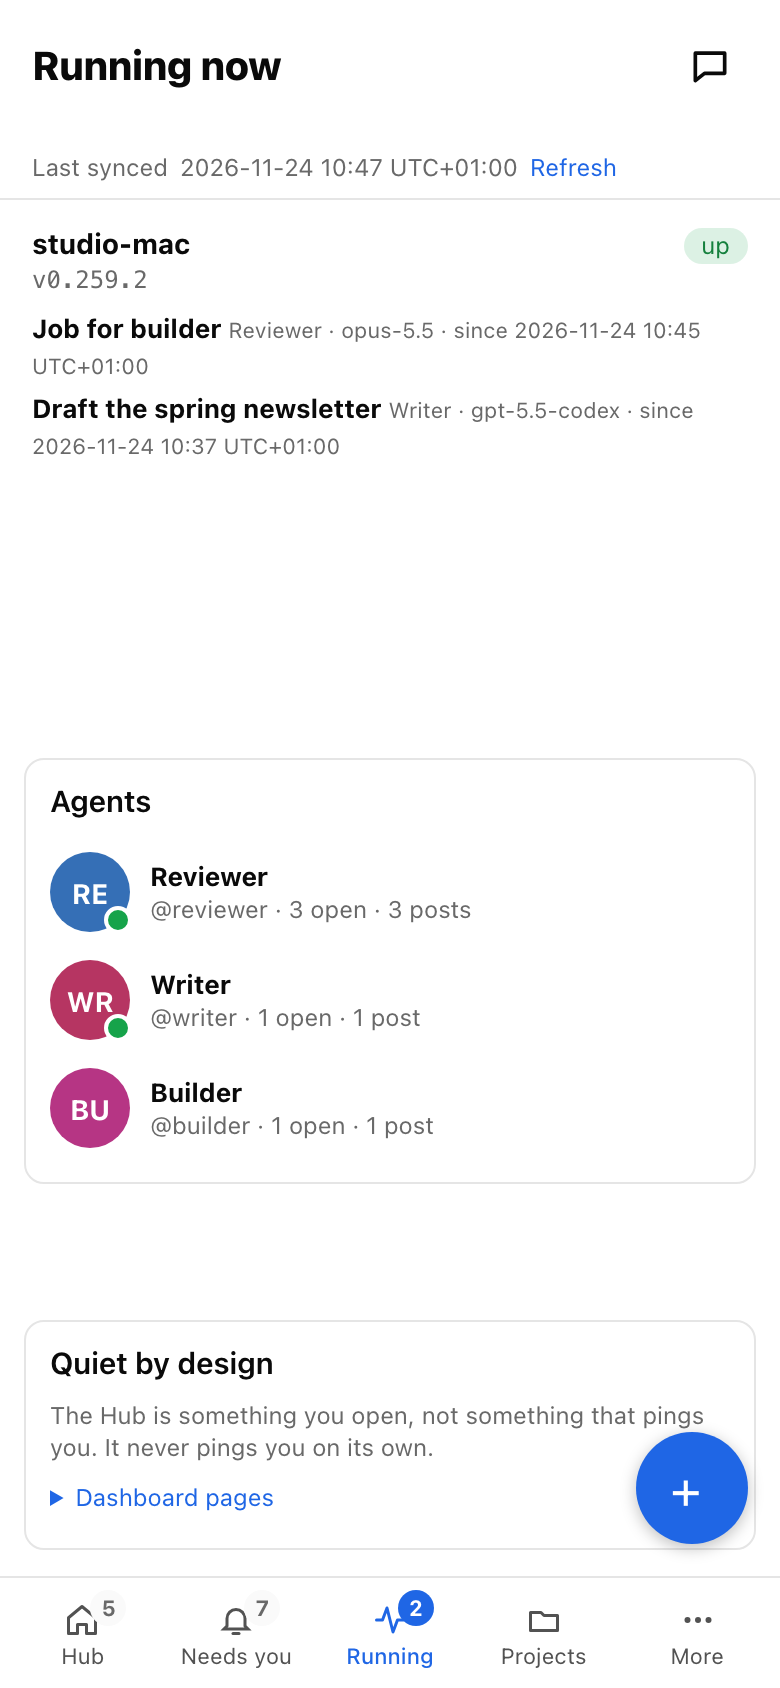 Running now
Last synced 2026-11-24 10:47 UTC+01:00 Refresh
studio-mac
up
v0.259.2
Job for builder Reviewer · opus-5.5 · since 2026-11-24 10:45
UTC+01:00
Draft the spring newsletter Writer · gpt-5.5-codex · since
2026-11-24 10:37 UTC+01:00
Agents
RE
Reviewer
@reviewer · 3 open · 3 posts
WR
Writer
@writer · 1 open · 1 post
BU
Builder
@builder · 1 open · 1 post
Quiet by design
The Hub is something you open, not something that pings
you. It never pings you on its own.
Dashboard pages
+
5
7
2
Hub
Needs you
Running
Projects
More